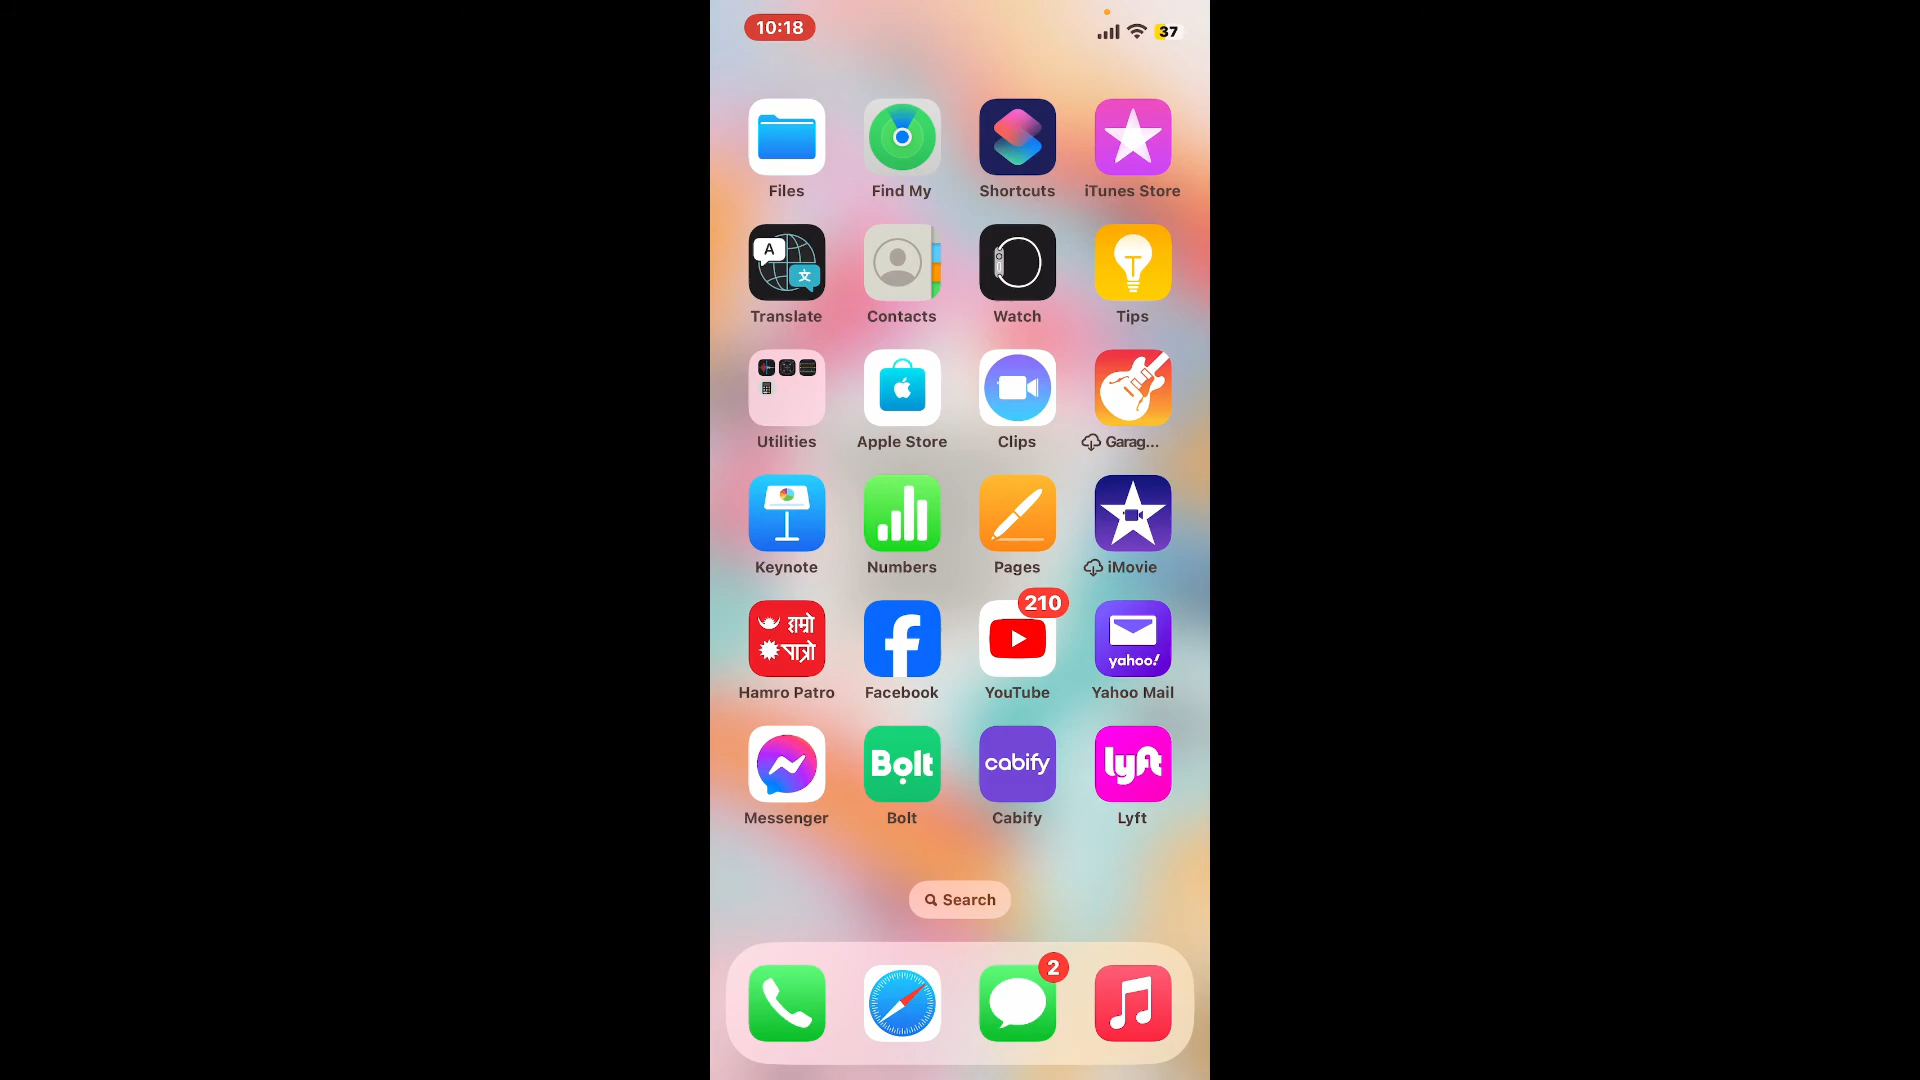 10:18
37
Files Find My Shortcuts iTunes Store
A 文 T
Translate Contacts Watch Tips
Utilities Apple Store Clips Garag...
Keynote Numbers Pages iMovie
हाम्रो पात्रो f 210 yahoo!
Hamro Patro Facebook YouTube Yahoo Mail
Bolt cabify lyft
Messenger Bolt Cabify Lyft
Search
2